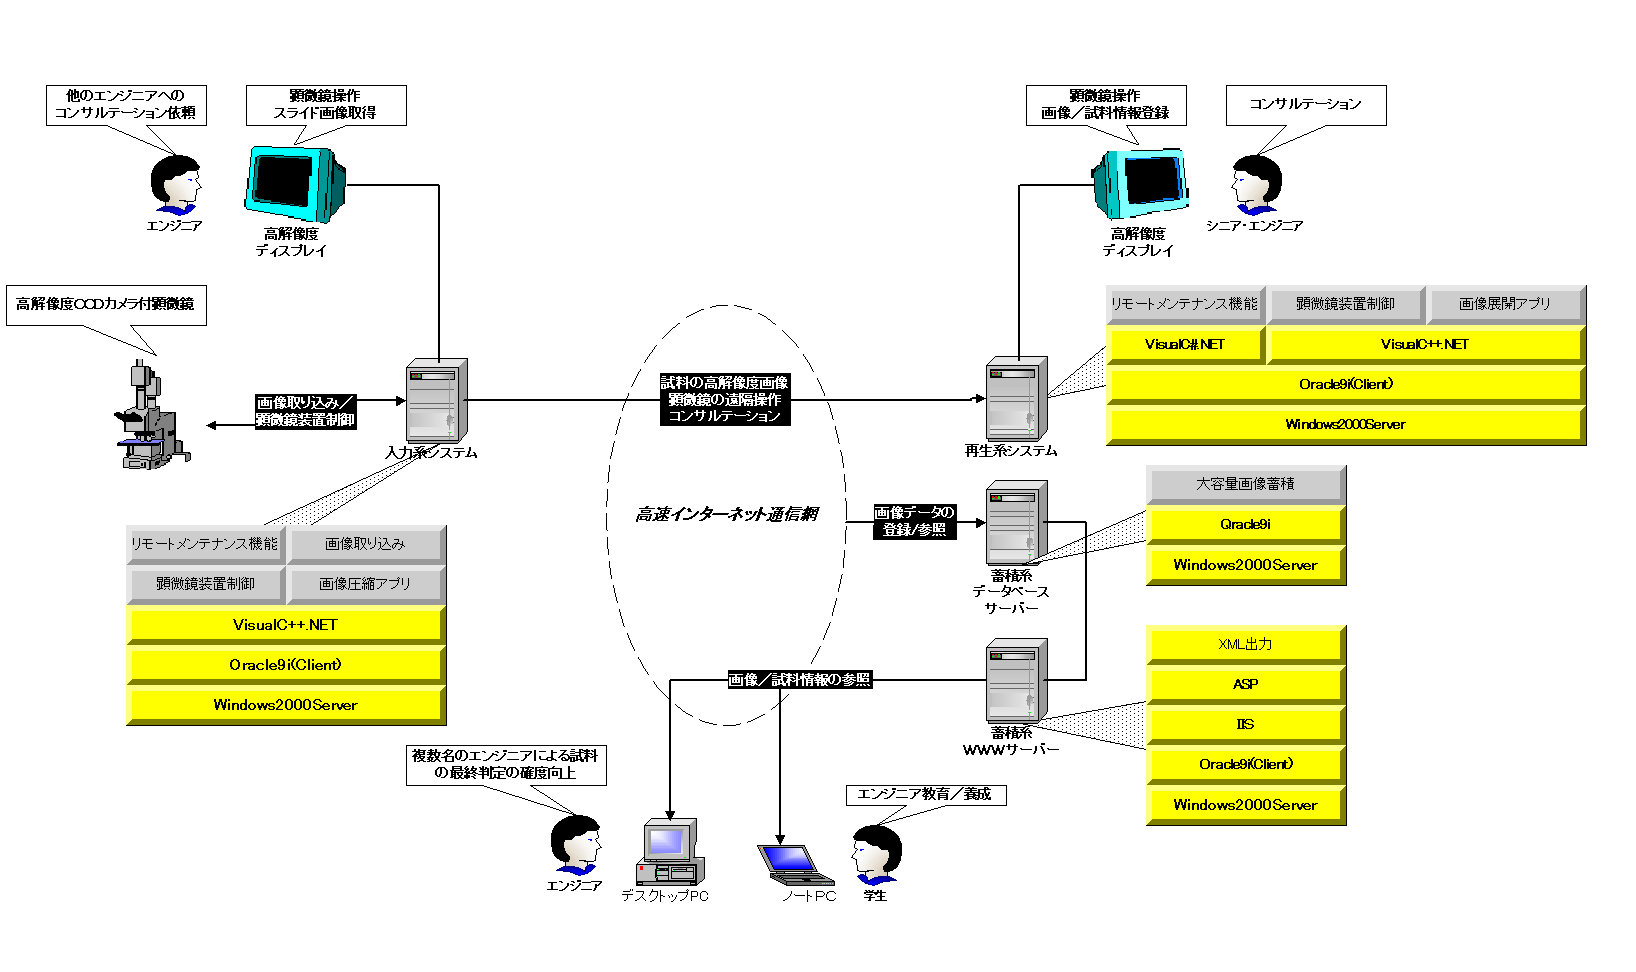 他のエンジニアへの
コンサルテーション依頼
顕微鏡操作
スライド画像取得
顕微鏡操作
画像／試料情報登録
コンサルテーション
エンジニア
高解像度
ディスプレイ
高解像度
ディスプレイ
シニア・エンジニア
高解像度CCDカメラ付顕微鏡
リモートメンテナンス機能
顕微鏡装置制御
画像展開アプリ
VisualC#.NET
VisualC++.NET
Oracle9i(Client)
Windows2000Server
画像取り込み／
顕微鏡装置制御
入力系システム
試料の高解像度画像
顕微鏡の遠隔操作
コンサルテーション
再生系システム
高速インターネット通信網
画像データの
登録/参照
蓄積系
データベース
サーバー
大容量画像蓄積
Oracle9i
Windows2000Server
リモートメンテナンス機能
画像取り込み
顕微鏡装置制御
画像圧縮アプリ
VisualC++.NET
Oracle9i(Client)
Windows2000Server
画像／試料情報の参照
蓄積系
WWWサーバー
XML出力
ASP
IIS
Oracle9i(Client)
Windows2000Server
複数名のエンジニアによる試料
の最終判定の確度向上
エンジニア教育／養成
エンジニア
デスクトップPC
ノートPC
学生